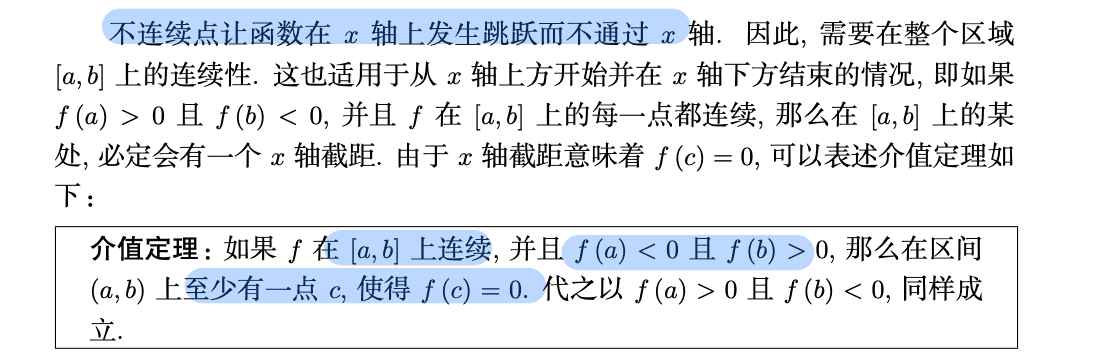 不连续点让函数在 x 轴上发生跳跃而不通过 x 轴. 因此, 需要在整个区域
[a,b] 上的连续性. 这也适用于从 x 轴上方开始并在 x 轴下方结束的情况, 即如果
f (a) > 0 且 f (b) < 0, 并且 f 在 [a,b] 上的每一点都连续, 那么在 [a,b] 上的某
处, 必定会有一个 x 轴截距. 由于 x 轴截距意味着 f (c) = 0, 可以表述介值定理如
下：
介值定理：如果 f 在 [a,b] 上连续, 并且 f (a) < 0 且 f (b) > 0, 那么在区间
(a,b) 上至少有一点 c, 使得 f (c) = 0. 代之以 f (a) > 0 且 f (b) < 0, 同样成
立.